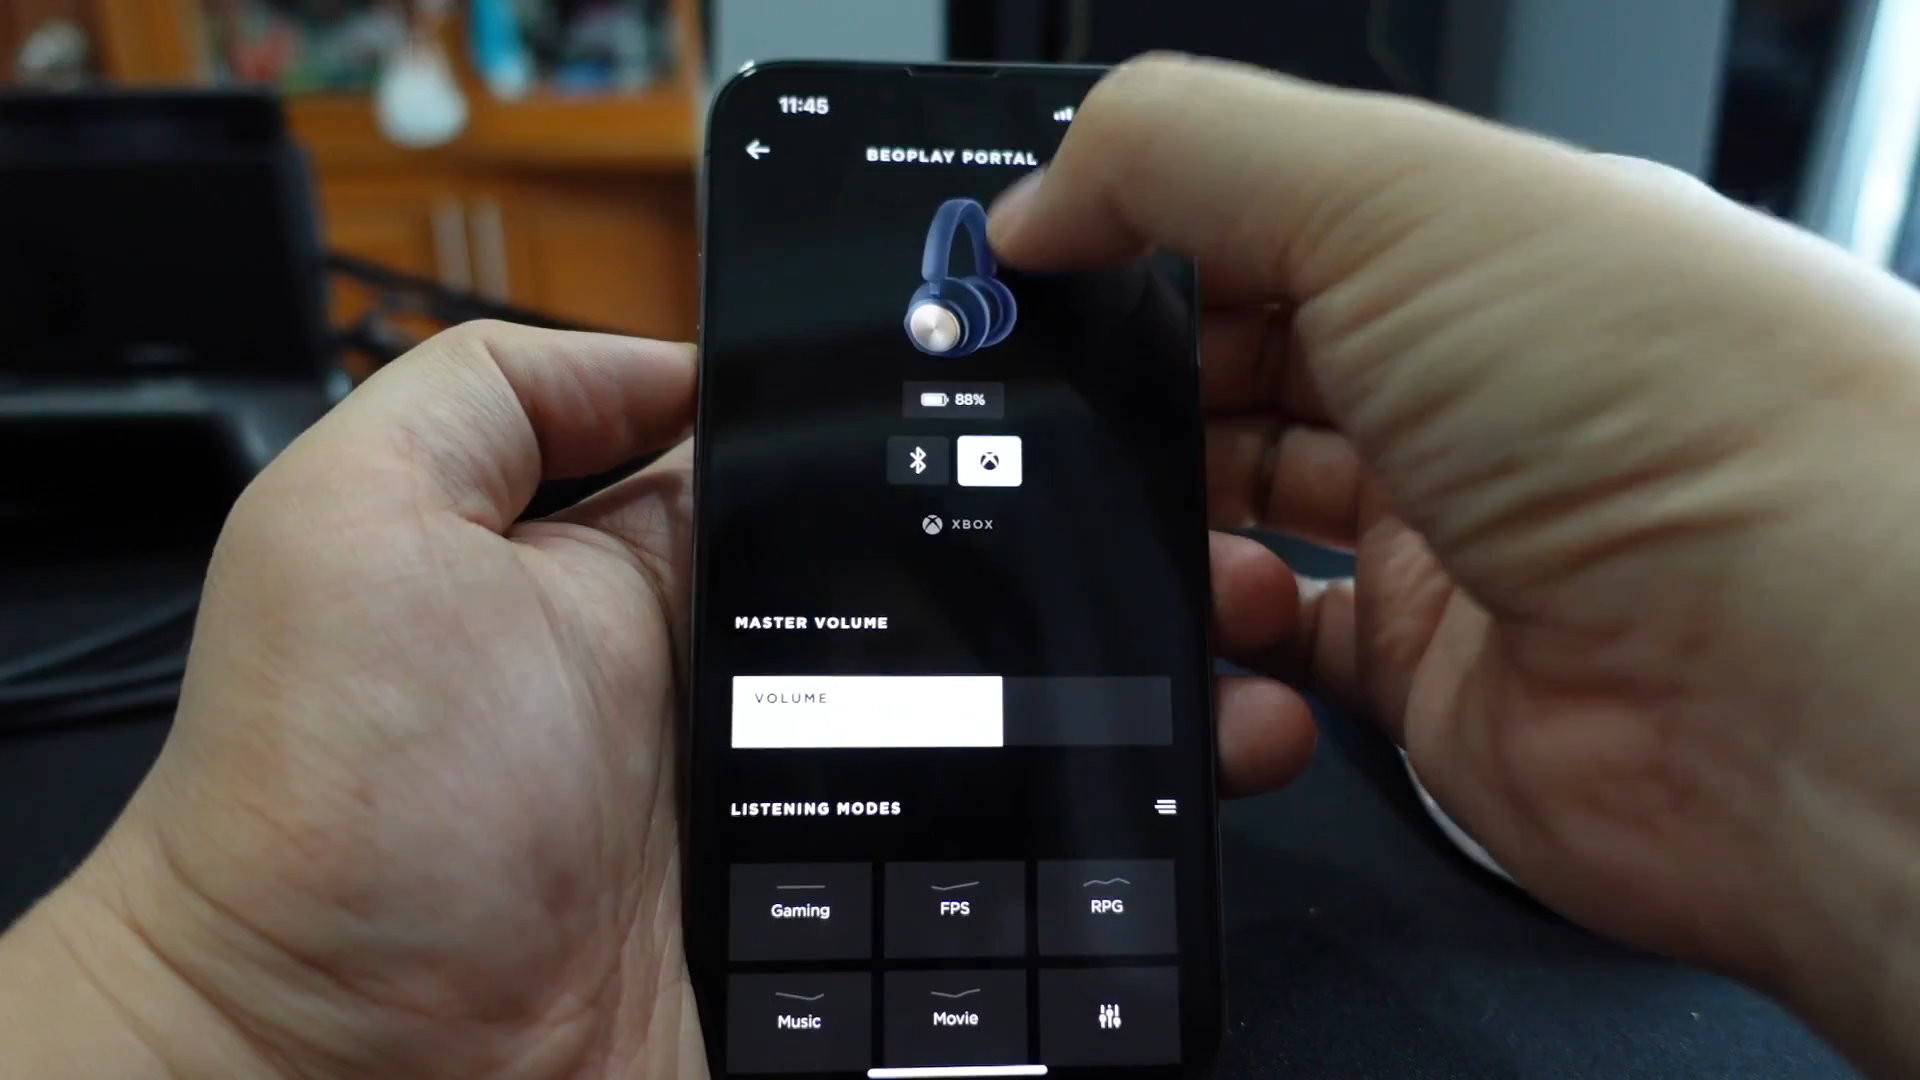 11:45
BEOPLAY PORTAL
88%
XBOX
MASTER VOLUME
VOLUME
LISTENING MODES
Gaming
FPS
RPG
Music
Movie